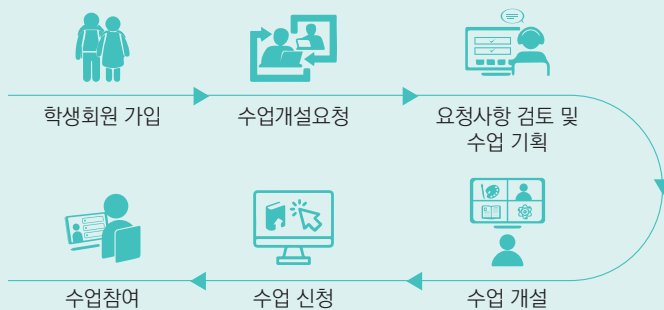 학생회원 가입
수업개설요청
요청사항 검토 및
수업 기획
수업 개설
수업 신청
수업참여